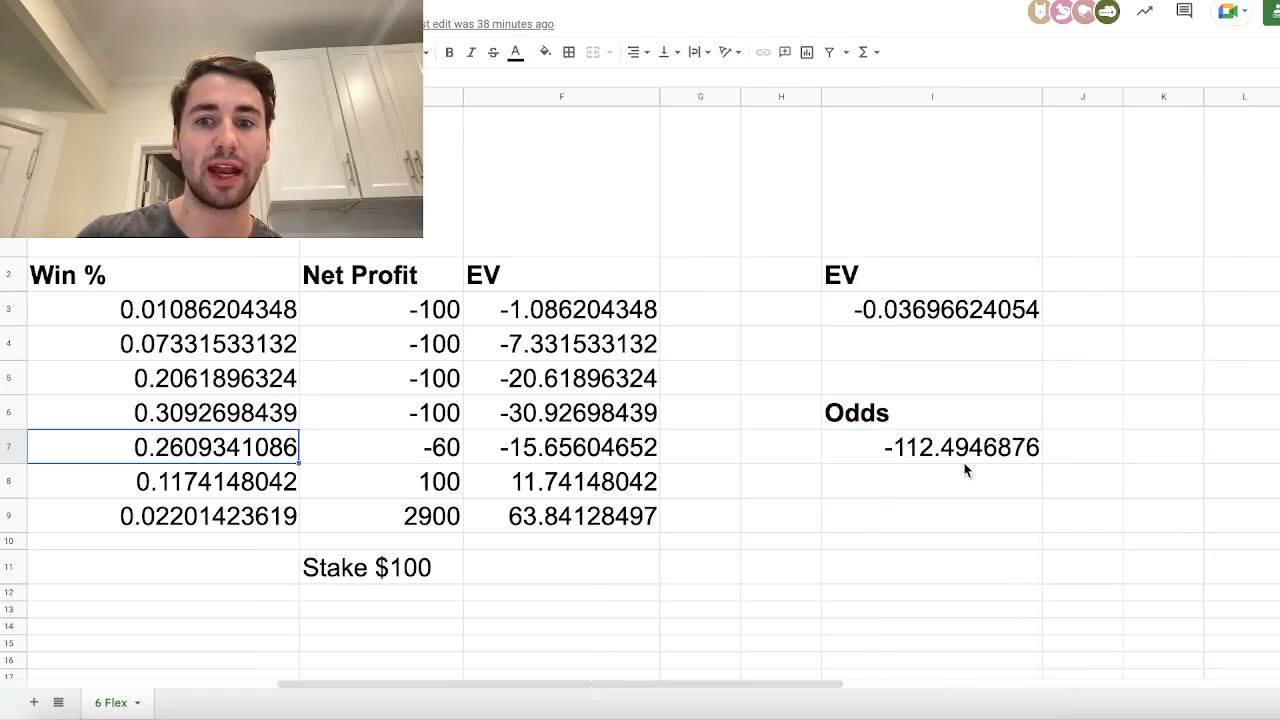 st edit was 38 minutes ago
B I S A
F G H I J K L
2 Win % Net Profit EV EV
3 0.01086204348 -100 -1.086204348 -0.03696624054
4 0.07331533132 -100 -7.331533132
5 0.2061896324 -100 -20.61896324
6 0.3092698439 -100 -30.92698439 Odds
7 0.2609341086 -60 -15.65604652 -112.4946876
8 0.1174148042 100 11.74148042
9 0.02201423619 2900 63.84128497
10
11 Stake $100
12
13
14
15
16
17
+ 6 Flex